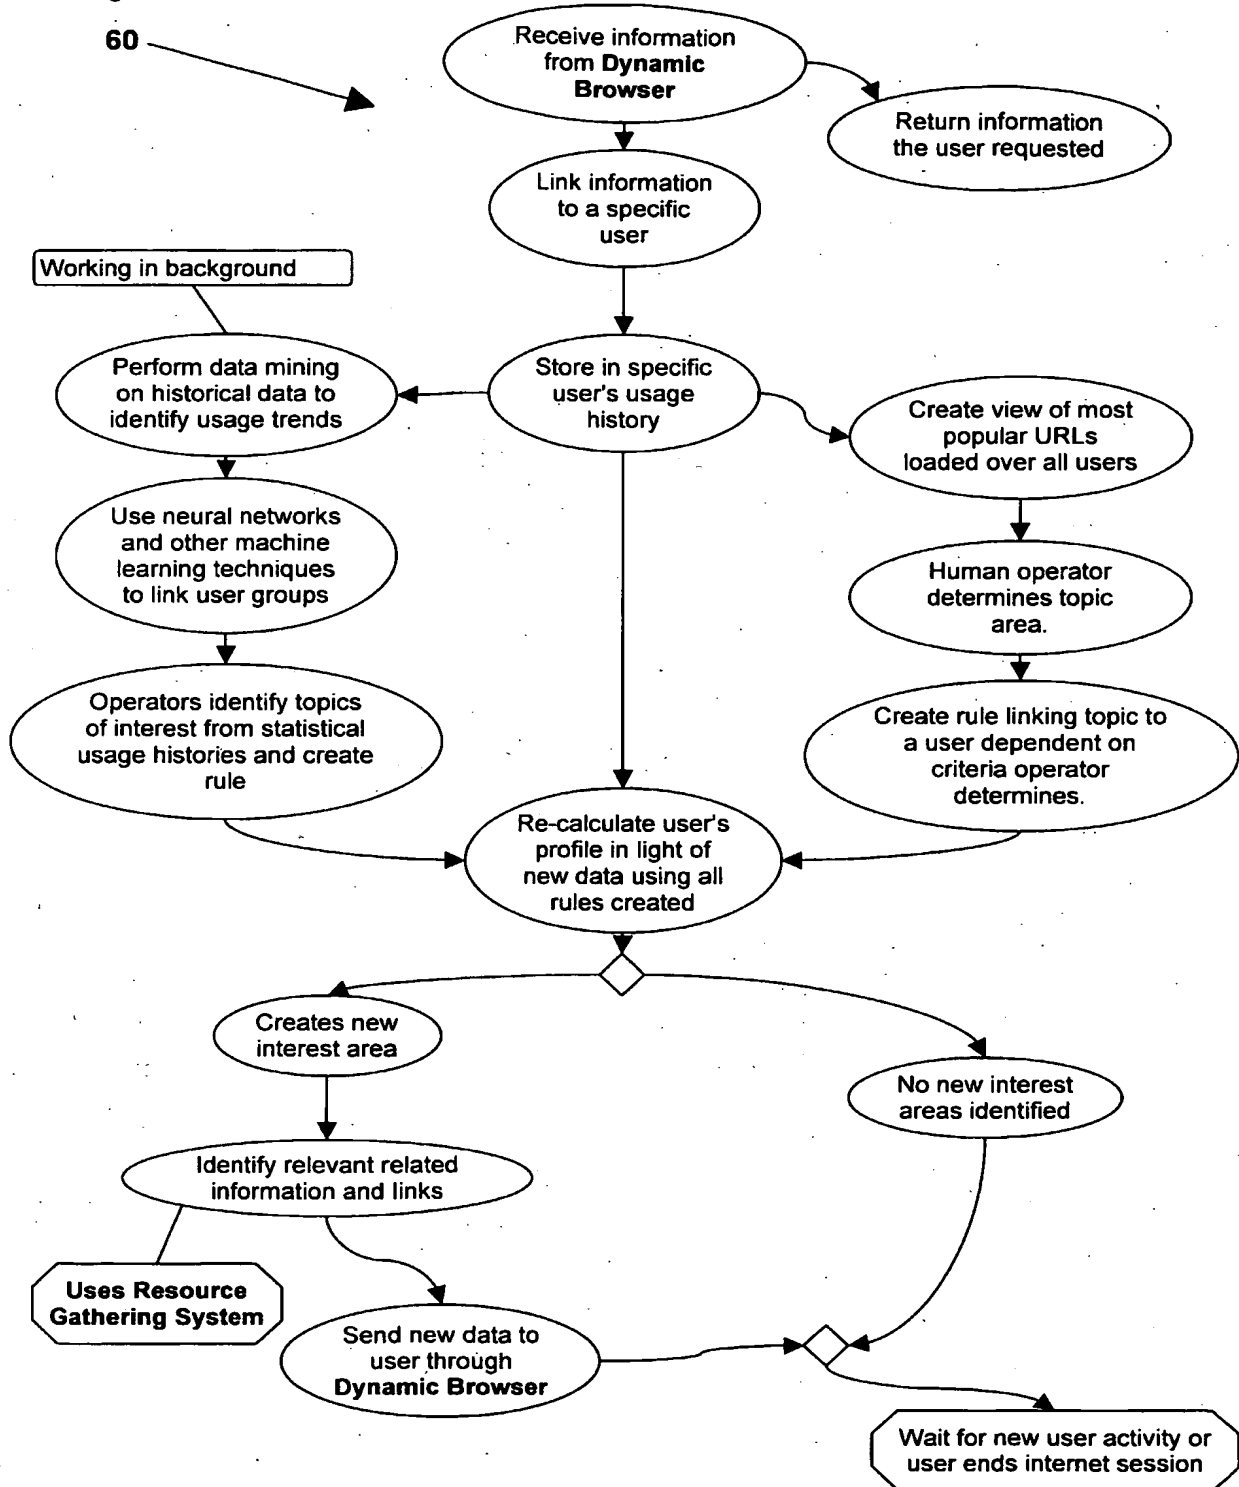 60
Receive information
from Dynamic
Browser
Return information
the user requested
Link information
to a specific
user
Working in background
Perform data mining
on historical data to
identify usage trends
Store in specific
user's usage
history
Create view of most
popular URLs
loaded over all users
Use neural networks
and other machine
learning techniques
to link user groups
Human operator
determines topic
area.
Operators identify topics
of interest from statistical
usage histories and create
rule
Create rule linking topic to
a user dependent on
criteria operator
determines.
Re-calculate user's
profile in light of
new data using all
rules created
Creates new
interest area
No new interest
areas identified
Identify relevant related
information and links
Uses Resource
Gathering System
Send new data to
user through
Dynamic Browser
Wait for new user activity or
user ends internet session